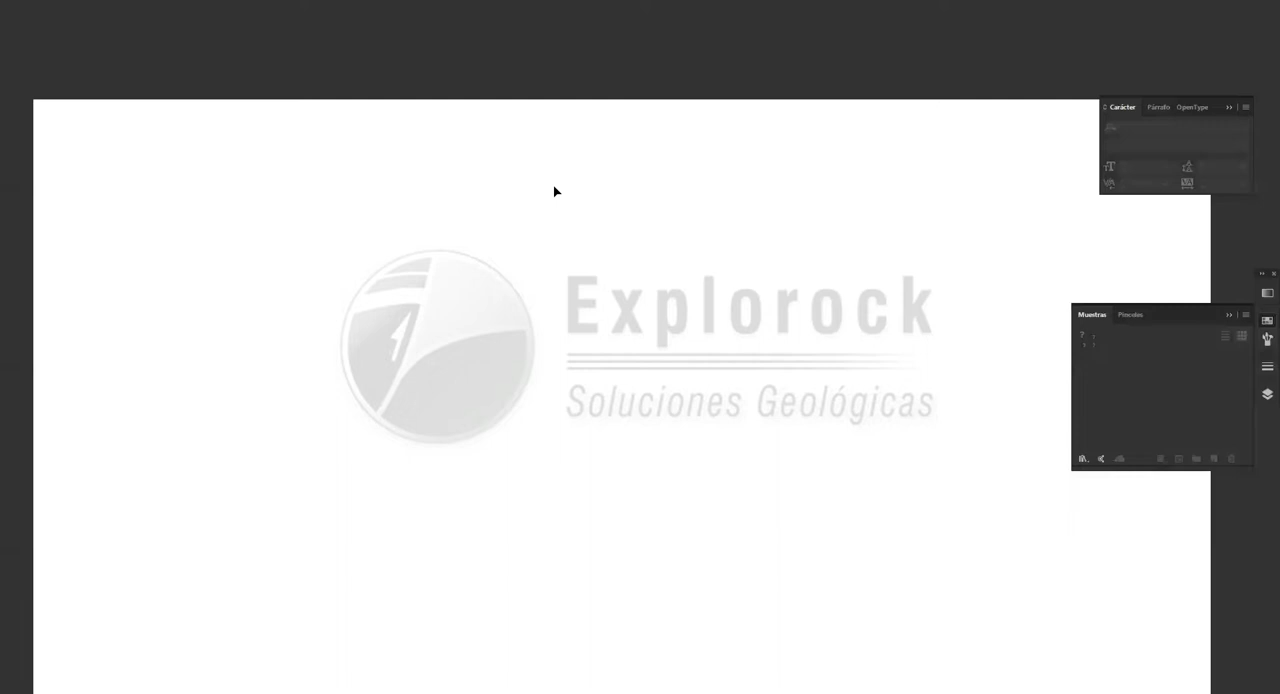 Carácter Párrafo OpenType
Explorock
Soluciones Geológicas
Muestras Pinceles